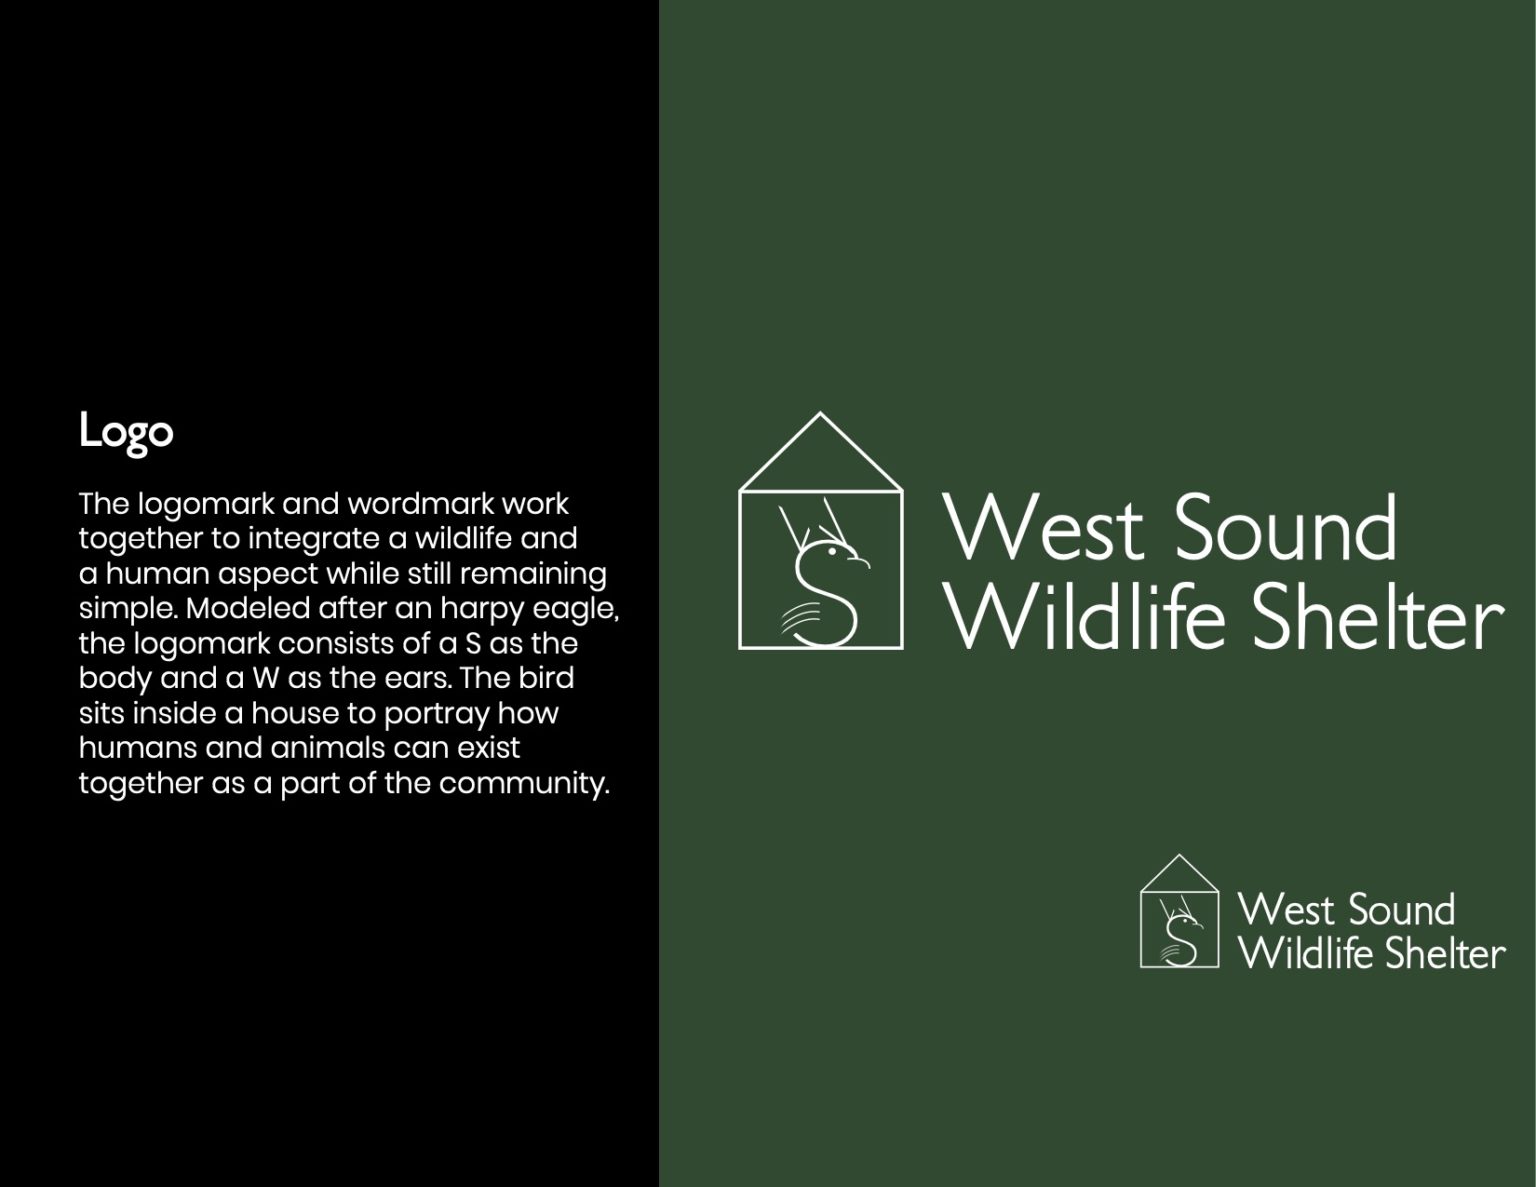 Logo
The logomark and wordmark work
together to integrate a wildlife and
a human aspect while still remaining
simple. Modeled after an harpy eagle,
the logomark consists of a S as the
body and a W as the ears. The bird
sits inside a house to portray how
humans and animals can exist
together as a part of the community.
West Sound
Wildlife Shelter
West Sound
Wildlife Shelter